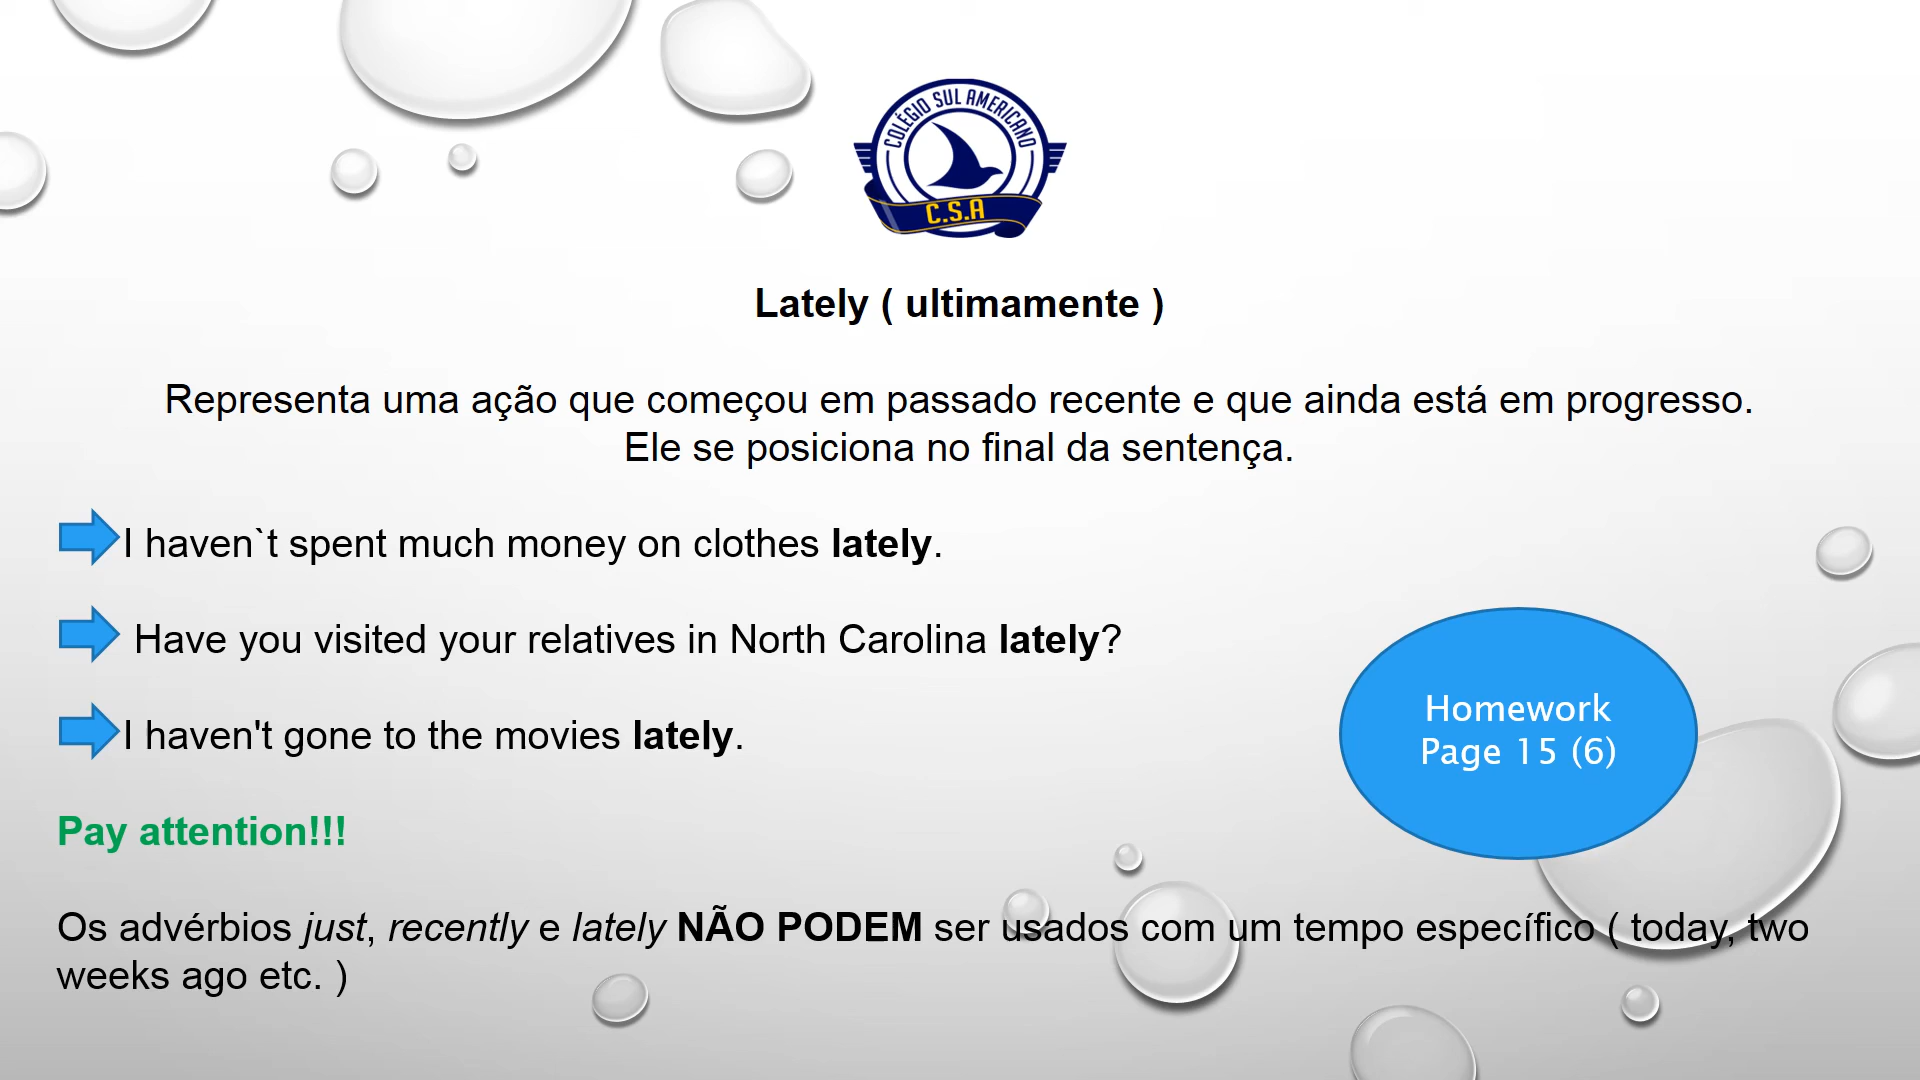 COLÉGIO SUL AMERICANO
C.S.A
Lately ( ultimamente )
Representa uma ação que começou em passado recente e que ainda está em progresso.
Ele se posiciona no final da sentença.
I haven`t spent much money on clothes lately.
Have you visited your relatives in North Carolina lately?
I haven't gone to the movies lately.
Homework
Page 15 (6)
Pay attention!!!
Os advérbios just, recently e lately NÃO PODEM ser usados com um tempo específico ( today, two
weeks ago etc. )